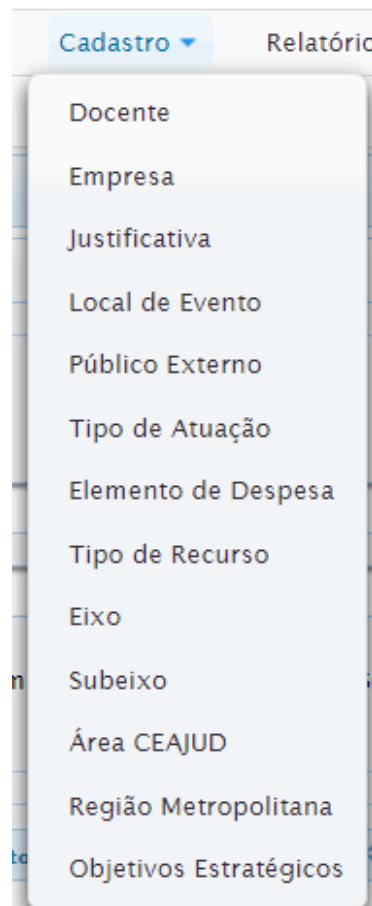 Cadastro Relatório
Docente
Empresa
Justificativa
Local de Evento
Público Externo
Tipo de Atuação
Elemento de Despesa
Tipo de Recurso
Eixo
Subeixo
Área CEAJUD
Região Metropolitana
Objetivos Estratégicos